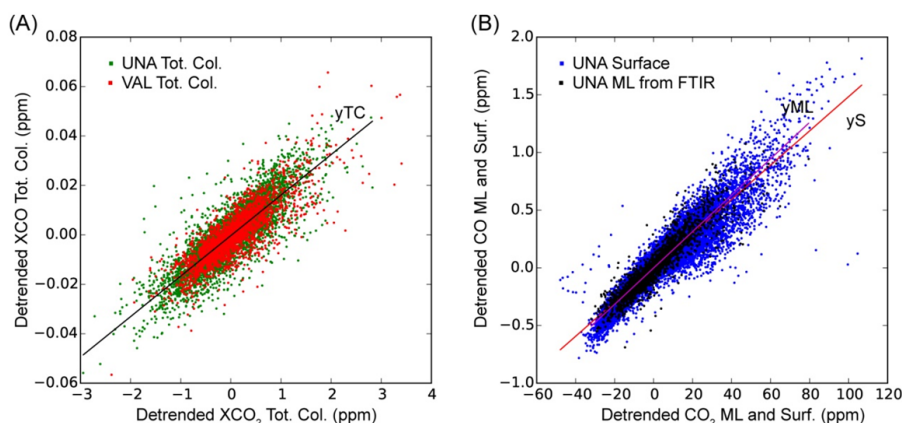 (A)
0.08
0.06
0.04
0.02
0.00
−0.02
−0.04
−0.06
−3 −2 −1 0 1 2 3 4
Detrended XCO Tot. Col. (ppm)
Detrended XCO₂ Tot. Col. (ppm)
UNA Tot. Col.
VAL Tot. Col.
yTC
(B)
2.0
1.5
1.0
0.5
0.0
−0.5
−1.0
−60 −40 −20 0 20 40 60 80 100 120
Detrended CO ML and Surf. (ppm)
Detrended CO₂ ML and Surf. (ppm)
UNA Surface
UNA ML from FTIR
yML
yS